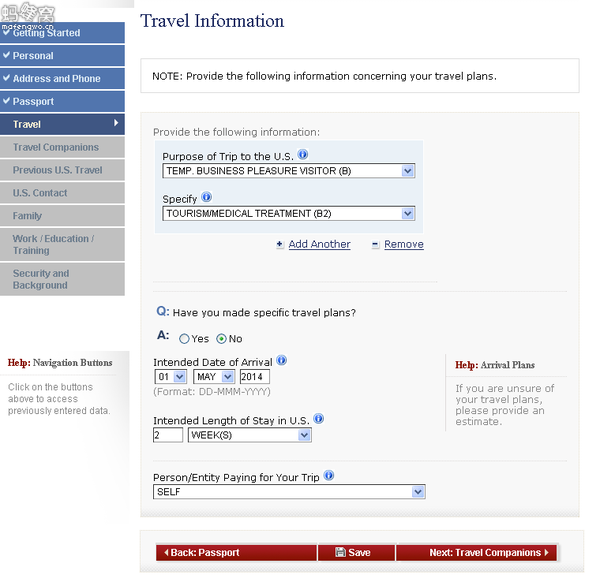 蚂蜂窝
mafengwo.cn
Travel Information
Getting Started
Personal
Address and Phone
Passport
Travel
Travel Companions
Previous U.S. Travel
U.S. Contact
Family
Work / Education /
Training
Security and
Background
NOTE: Provide the following information concerning your travel plans.
Provide the following information:
Purpose of Trip to the U.S.
TEMP. BUSINESS PLEASURE VISITOR (B)
Specify
TOURISM/MEDICAL TREATMENT (B2)
Add Another Remove
Q: Have you made specific travel plans?
A: Yes No
Intended Date of Arrival
01 MAY 2014
(Format: DD-MMM-YYYY)
Intended Length of Stay in U.S.
2 WEEK(S)
Person/Entity Paying for Your Trip
SELF
Help: Navigation Buttons
Click on the buttons
above to access
previously entered data.
Help: Arrival Plans
If you are unsure of
your travel plans,
please provide an
estimate.
Back: Passport Save Next: Travel Companions